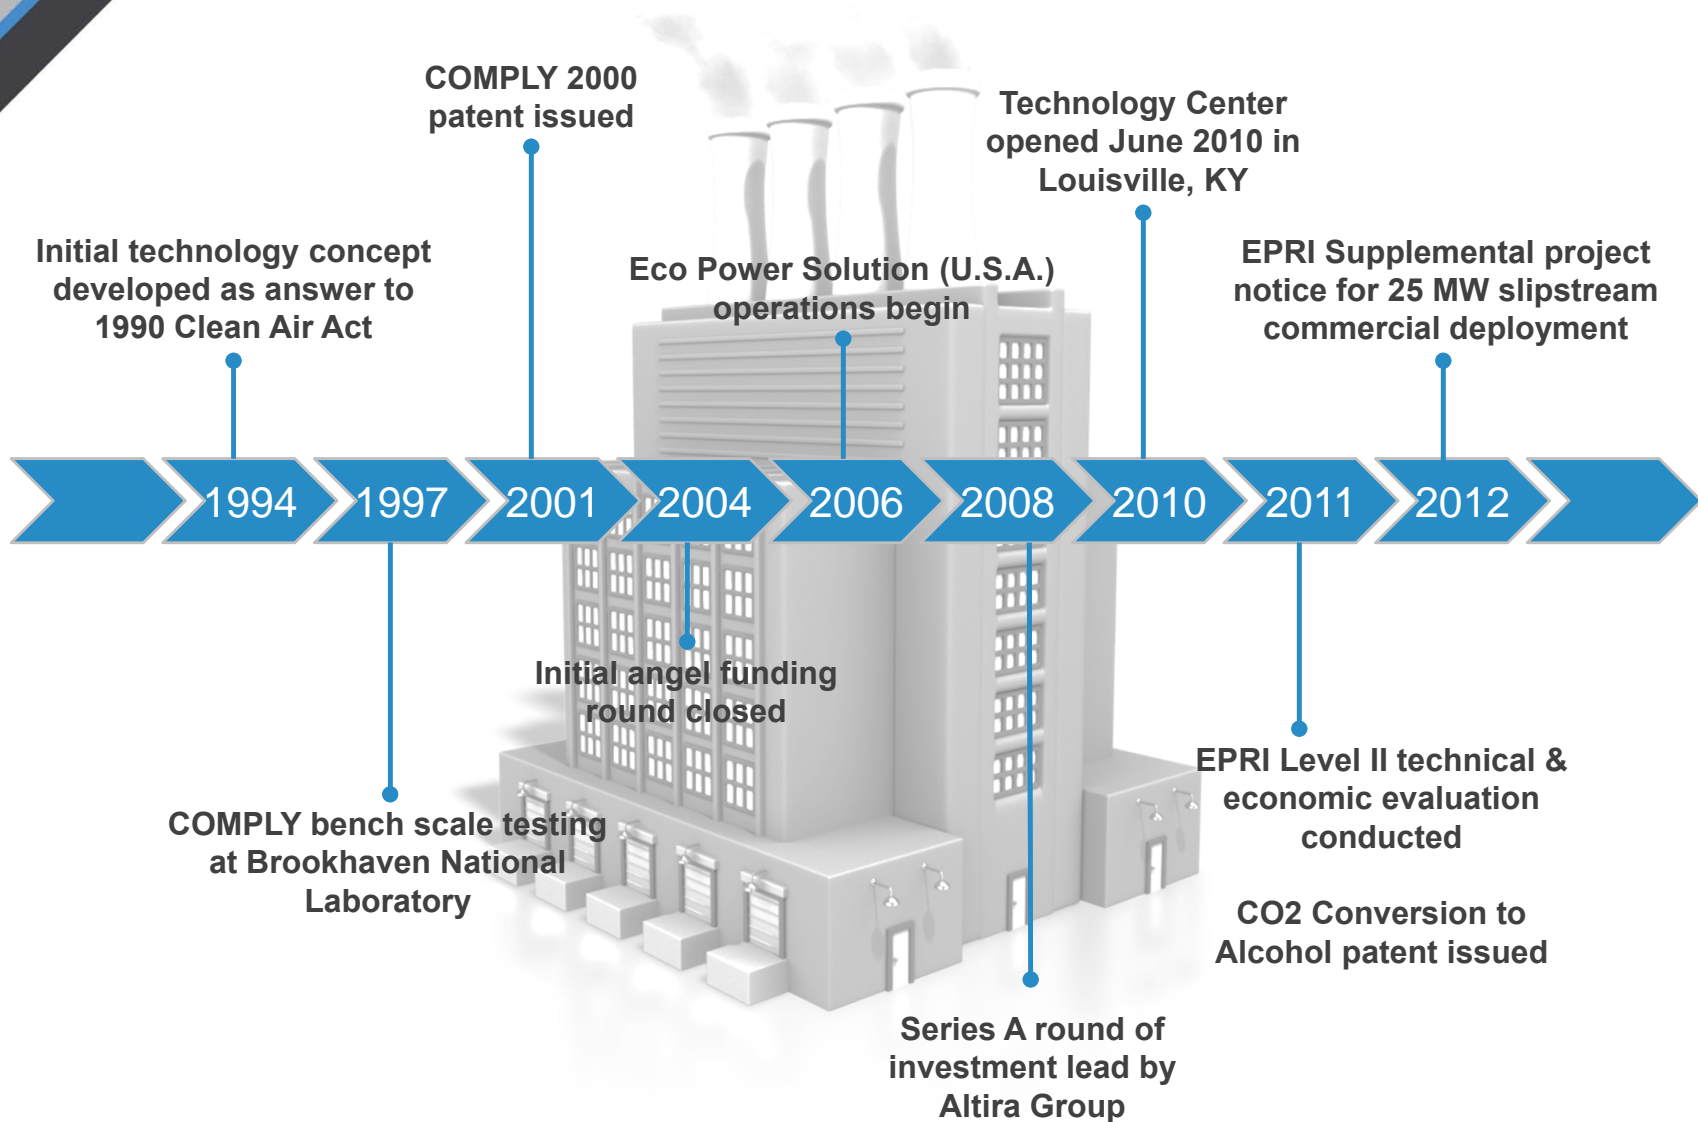 COMPLY 2000
patent issued
Technology Center
opened June 2010 in
Louisville, KY
Initial technology concept
developed as answer to
1990 Clean Air Act
Eco Power Solution (U.S.A.)
operations begin
EPRI Supplemental project
notice for 25 MW slipstream
commercial deployment
1994 1997 2001 2004 2006 2008 2010 2011 2012
Initial angel funding
round closed
COMPLY bench scale testing
at Brookhaven National
Laboratory
EPRI Level II technical &
economic evaluation
conducted
CO2 Conversion to
Alcohol patent issued
Series A round of
investment lead by
Altira Group